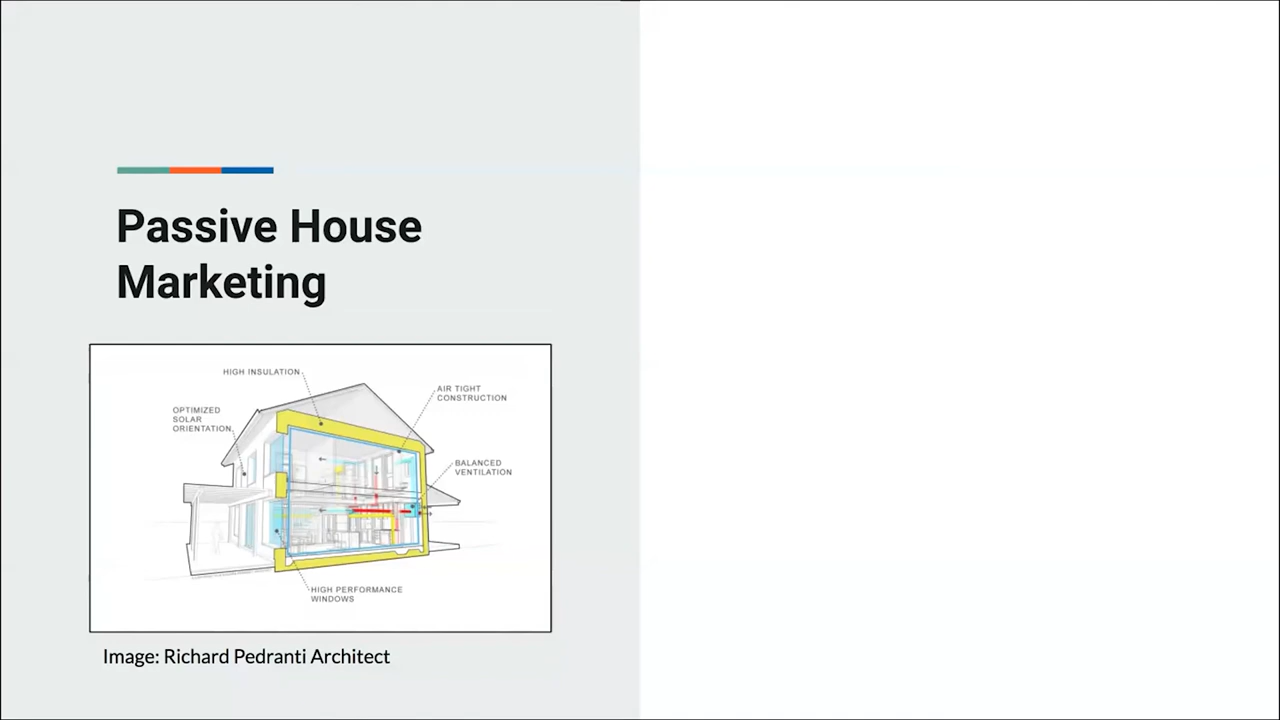 Passive House
Marketing
HIGH INSULATION
AIR TIGHT
CONSTRUCTION
OPTIMIZED
SOLAR
ORIENTATION
BALANCED
VENTILATION
HIGH PERFORMANCE
WINDOWS
Image: Richard Pedranti Architect